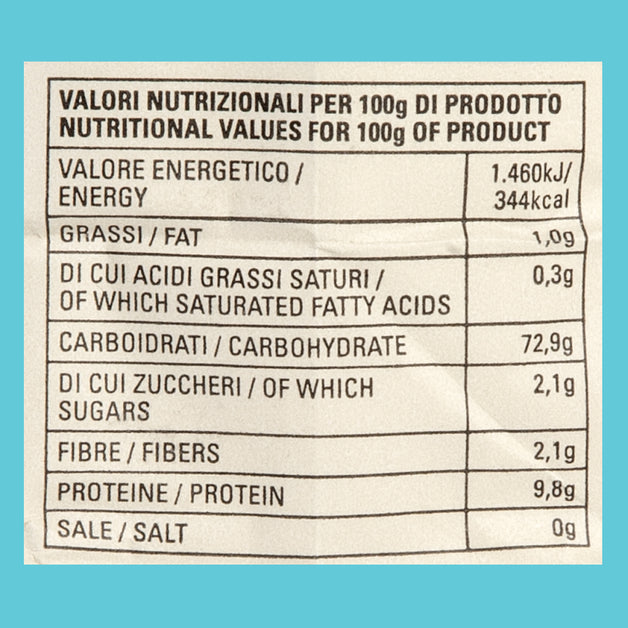 VALORI NUTRIZIONALI PER 100g DI PRODOTTO
NUTRITIONAL VALUES FOR 100g OF PRODUCT
VALORE ENERGETICO / 1.460kJ/
ENERGY 344kcal
GRASSI / FAT 1,0g
DI CUI ACIDI GRASSI SATURI / 0,3g
OF WHICH SATURATED FATTY ACIDS
CARBOIDRATI / CARBOHYDRATE 72,9g
DI CUI ZUCCHERI / OF WHICH 2,1g
SUGARS
FIBRE / FIBERS 2,1g
PROTEINE / PROTEIN 9,8g
SALE / SALT 0g